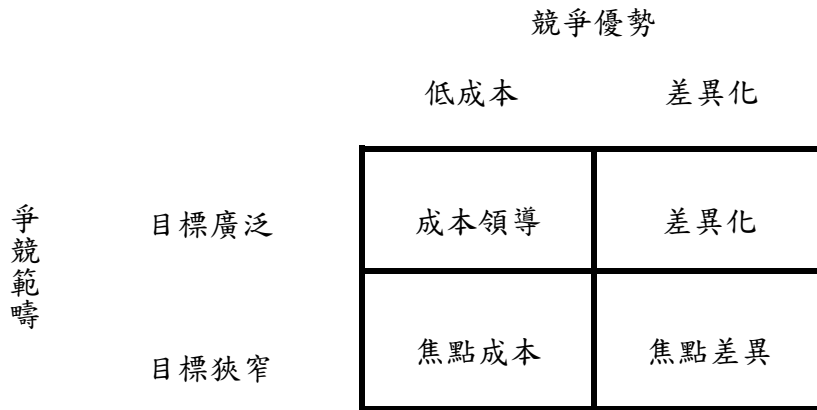 競爭優勢
低成本 差異化
爭競範疇
目標廣泛 成本領導 差異化
目標狹窄 焦點成本 焦點差異